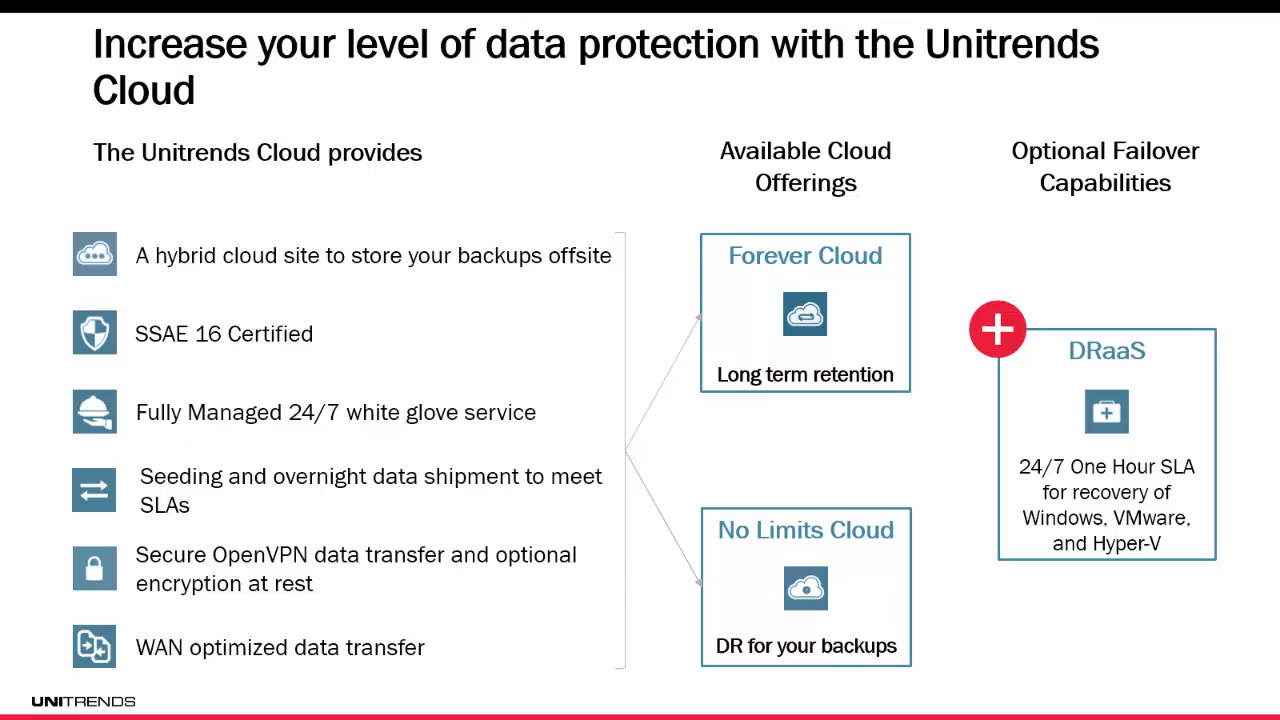 Increase your level of data protection with the Unitrends
Cloud
The Unitrends Cloud provides
A hybrid cloud site to store your backups offsite
SSAE 16 Certified
Fully Managed 24/7 white glove service
Seeding and overnight data shipment to meet
SLAs
Secure OpenVPN data transfer and optional
encryption at rest
WAN optimized data transfer
Available Cloud
Offerings
Forever Cloud
Long term retention
No Limits Cloud
DR for your backups
Optional Failover
Capabilities
DRaaS
24/7 One Hour SLA
for recovery of
Windows, VMware,
and Hyper-V
UNITRENDS